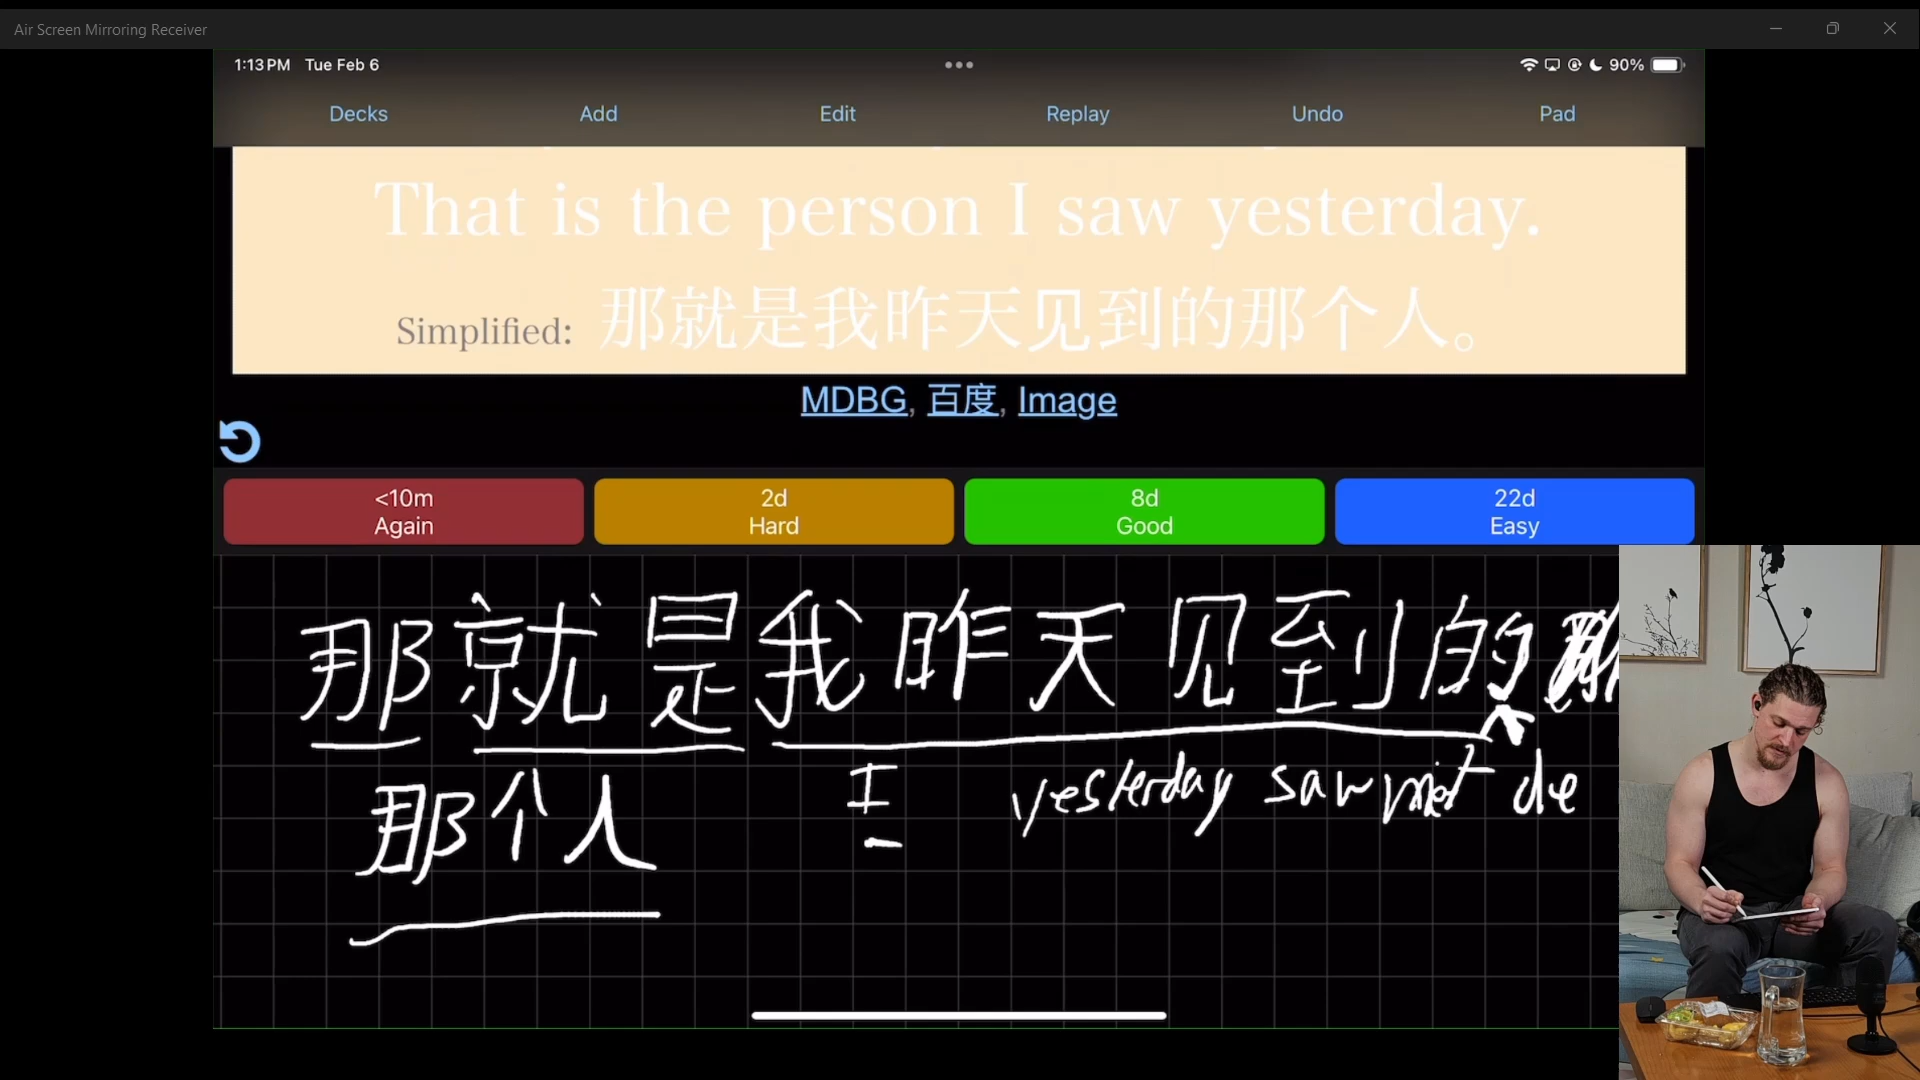 Air Screen Mirroring Receiver
1:13 PM Tue Feb 6
90%
Decks Add Edit Replay Undo Pad
That is the person I saw yesterday.
Simplified: 那就是我昨天见到的那个人。
MDBG, 百度, Image
<10m 2d 8d 22d
Again Hard Good Easy
那就是我昨天见到的
I yesterday saw met de
那个人